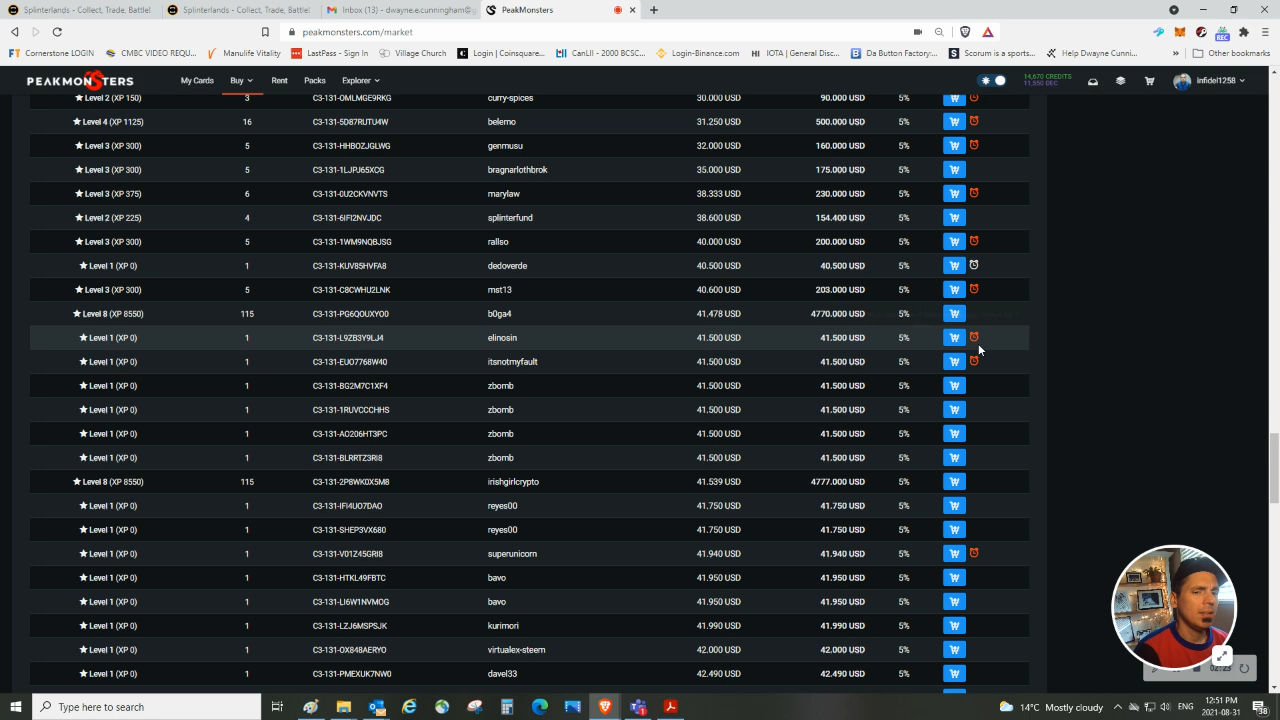 Splinterlands - Collect, Trade, Battle! Splinterlands - Collect, Trade, Battle! Inbox (13) - dwayne.e.cunningham@ PeakMonsters
peakmonsters.com/market
Cornerstone LOGIN CMBC VIDEO REQU... Manulife Vitality LastPass - Sign In Village Church Login | Cornerstone... CanLII - 2000 BCSC... Login-Binance.com IOTA | General Disc... Da Button Factory:... Scorum is a sports... Help Dwayne Cunni... » Other bookmarks
PEAKMONSTERS My Cards Buy Rent Packs Explorer 14,670 CREDITS infidel1258
11,550 DEC
Level 2 (XP 150) 3 C3-131-0MLMGE9RKG curry-spices 30.000 USD 90.000 USD 5%
Level 4 (XP 1125) 16 C3-131-5D87RUTU4W belemo 31.250 USD 500.000 USD 5%
Level 3 (XP 300) 5 C3-131-HHBOZJGLWG genmusu 32.000 USD 160.000 USD 5%
Level 3 (XP 300) 5 C3-131-1LJPJ65XCG bragnarlothbrok 35.000 USD 175.000 USD 5%
Level 3 (XP 375) 6 C3-131-0U2CKVNVTS marylaw 38.333 USD 230.000 USD 5%
Level 2 (XP 225) 4 C3-131-6IFI2NVJDC splinterfund 38.600 USD 154.400 USD 5%
Level 3 (XP 300) 5 C3-131-1WM9NQBJSG rallso 40.000 USD 200.000 USD 5%
Level 1 (XP 0) 1 C3-131-KUV85HVFA8 dedoverde 40.500 USD 40.500 USD 5%
Level 3 (XP 300) 5 C3-131-C8CWHU2LNK mst13 40.600 USD 203.000 USD 5%
Level 8 (XP 8550) 115 C3-131-PG6QOUXY00 b0ga4 41.478 USD 4770.000 USD 5%
Level 1 (XP 0) 1 C3-131-L9ZB3Y9LJ4 elinosin 41.500 USD 41.500 USD 5%
Level 1 (XP 0) 1 C3-131-EUO7768W40 itsnotmyfault 41.500 USD 41.500 USD 5%
Level 1 (XP 0) 1 C3-131-BG2M7C1XF4 zbomb 41.500 USD 41.500 USD 5%
Level 1 (XP 0) 1 C3-131-1RUVCCCHHS zbomb 41.500 USD 41.500 USD 5%
Level 1 (XP 0) 1 C3-131-AO206HT3PC zbomb 41.500 USD 41.500 USD 5%
Level 1 (XP 0) 1 C3-131-BLRRTZ3RI8 zbomb 41.500 USD 41.500 USD 5%
Level 8 (XP 8550) 115 C3-131-2P8WK0X5M8 irishgirlcrypto 41.539 USD 4777.000 USD 5%
Level 1 (XP 0) 1 C3-131-IFI4UO7DAO reyes00 41.750 USD 41.750 USD 5%
Level 1 (XP 0) 1 C3-131-SHEP3VX680 reyes00 41.750 USD 41.750 USD 5%
Level 1 (XP 0) 1 C3-131-V01Z45GRI8 superunicorn 41.940 USD 41.940 USD 5%
Level 1 (XP 0) 1 C3-131-HTKL49FBTC bavo 41.950 USD 41.950 USD 5%
Level 1 (XP 0) 1 C3-131-LI6W1NVMOG bavo 41.950 USD 41.950 USD 5%
Level 1 (XP 0) 1 C3-131-LZJ6MSPSJK kurimori 41.990 USD 41.990 USD 5%
Level 1 (XP 0) 1 C3-131-OX848AERYO virtualex-steem 42.000 USD 42.000 USD 5%
Level 1 (XP 0) 1 C3-131-PMEXUK7NW0 davel33 42.490 USD 42.490 USD 5%
02:23
Type here to search 14°C Mostly cloudy ENG 12:51 PM
2021-08-31 38